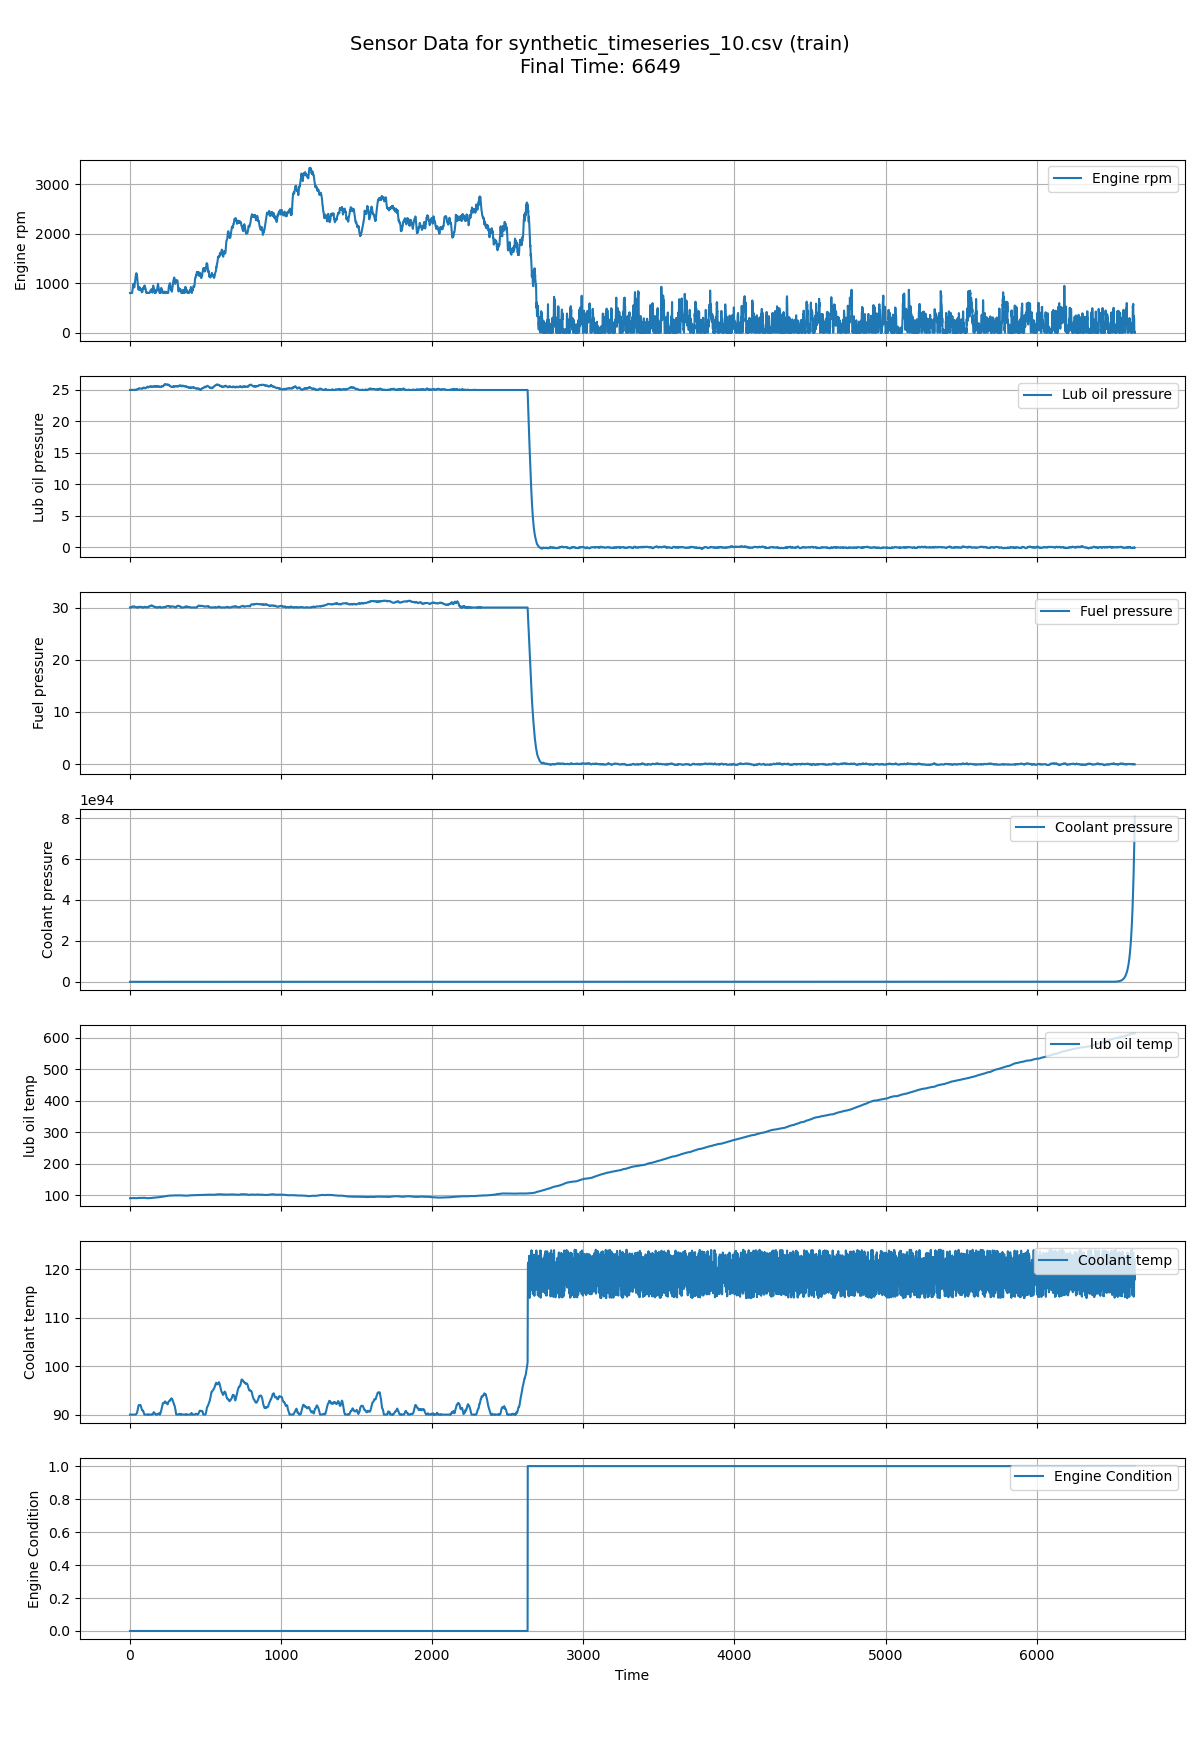 Sensor Data for synthetic_timeseries_10.csv (train)
Final Time: 6649
Engine rpm
3000
2000
1000
0
Engine rpm
Lub oil pressure
25
20
15
10
5
0
Lub oil pressure
Fuel pressure
30
20
10
0
Fuel pressure
1e94
Coolant pressure
8
6
4
2
0
Coolant pressure
lub oil temp
600
500
400
300
200
100
lub oil temp
Coolant temp
120
110
100
90
Coolant temp
Engine Condition
1.0
0.8
0.6
0.4
0.2
0.0
Engine Condition
0 1000 2000 3000 4000 5000 6000
Time